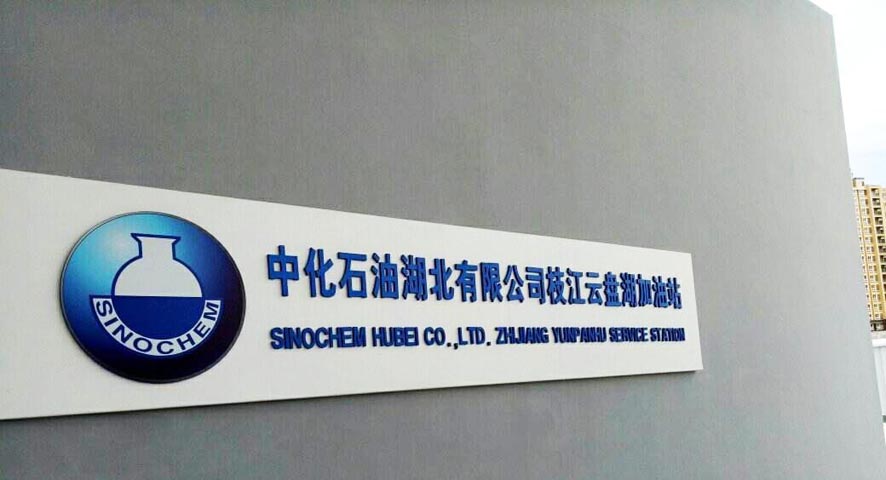 中化石油湖北有限公司枝江云盘湖加油站
SINOCHEM HUBEI CO.,LTD. ZHIJIANG YUNPANHU SERVICE STATION
SINOCHEM